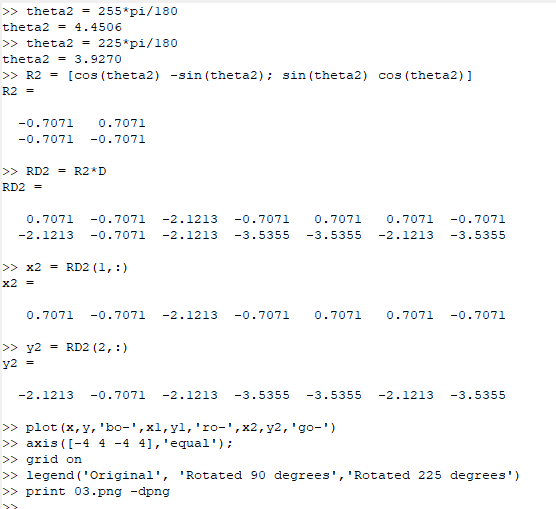 >> theta2 = 255*pi/180
theta2 = 4.4506
>> theta2 = 225*pi/180
theta2 = 3.9270
>> R2 = [cos(theta2) -sin(theta2); sin(theta2) cos(theta2)]
R2 =
-0.7071 0.7071
-0.7071 -0.7071
>> RD2 = R2*D
RD2 =
0.7071 -0.7071 -2.1213 -0.7071 0.7071 0.7071 -0.7071
-2.1213 -0.7071 -2.1213 -3.5355 -3.5355 -2.1213 -3.5355
>> x2 = RD2(1,:)
x2 =
0.7071 -0.7071 -2.1213 -0.7071 0.7071 0.7071 -0.7071
>> y2 = RD2(2,:)
y2 =
-2.1213 -0.7071 -2.1213 -3.5355 -3.5355 -2.1213 -3.5355
>> plot(x,y,'bo-',x1,y1,'ro-',x2,y2,'go-')
>> axis([-4 4 -4 4],'equal');
>> grid on
>> legend('Original', 'Rotated 90 degrees','Rotated 225 degrees')
>> print 03.png -dpng
>>